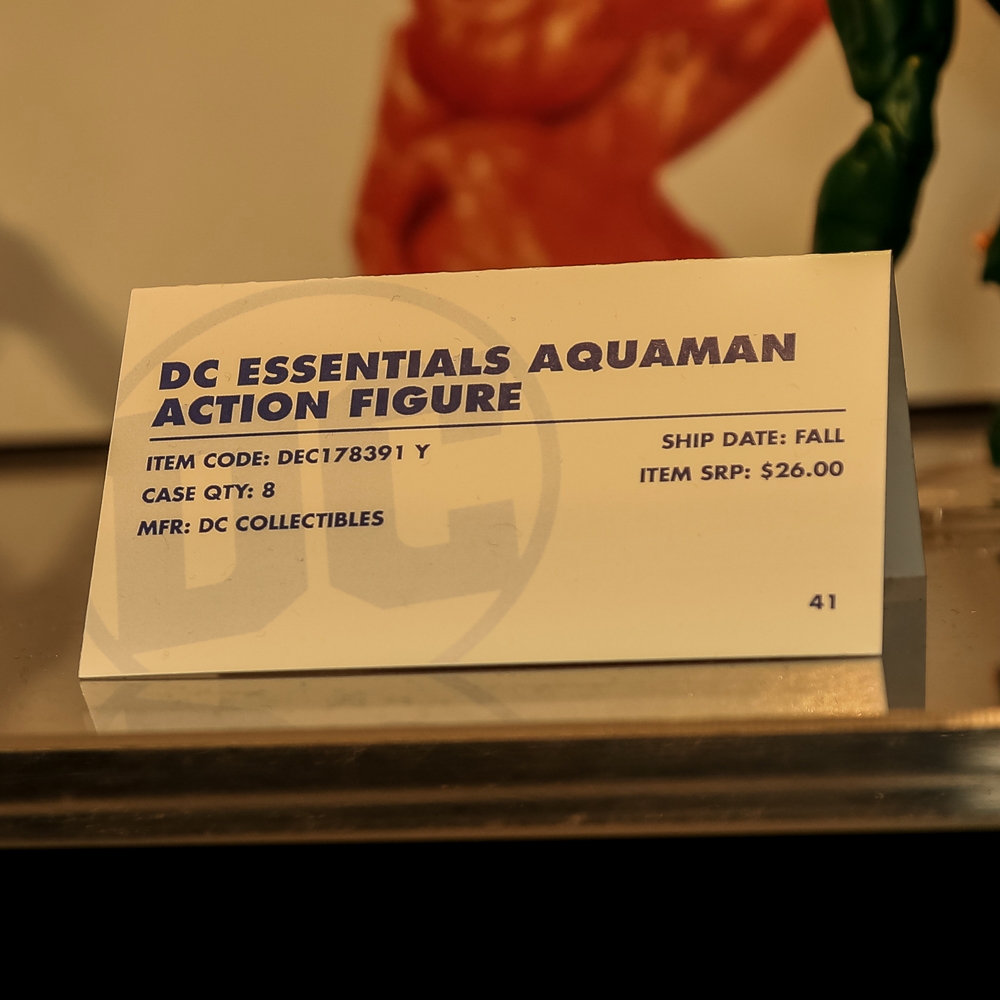 DC ESSENTIALS AQUAMAN
ACTION FIGURE
ITEM CODE: DEC178391 Y
CASE QTY: 8
MFR: DC COLLECTIBLES
SHIP DATE: FALL
ITEM SRP: $26.00
41
DC